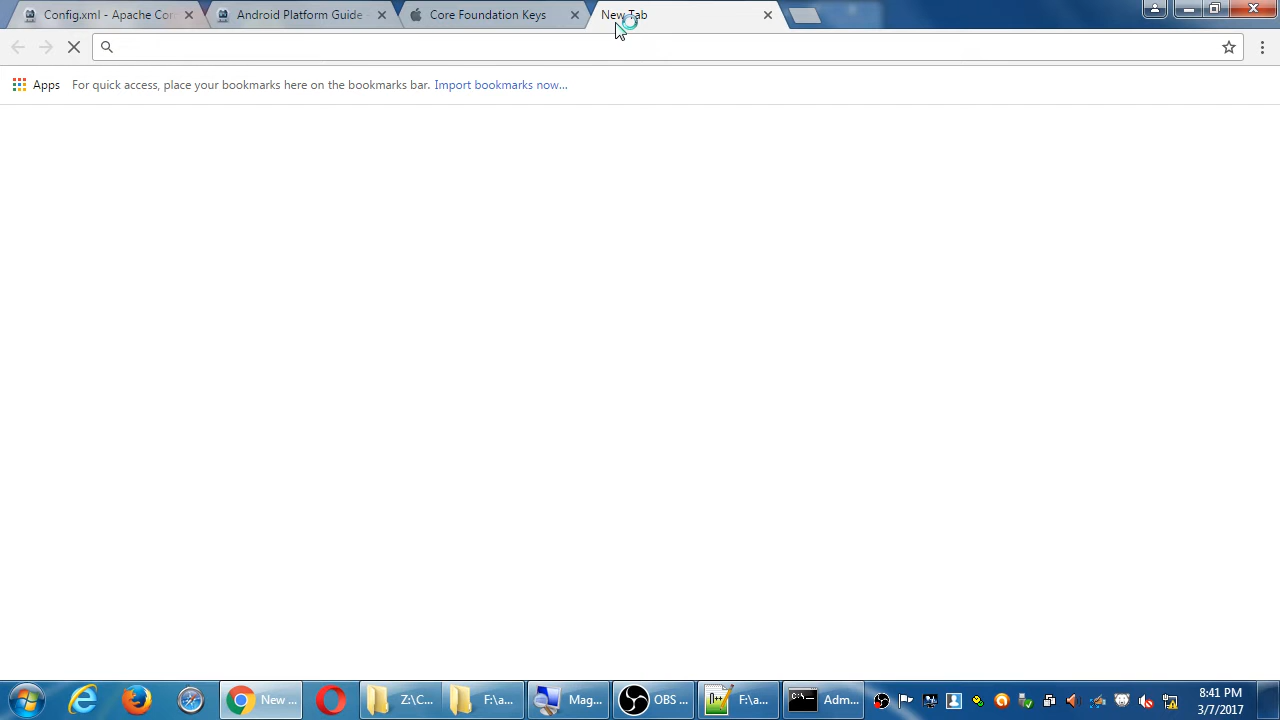 Config.xml - Apache Cor
Android Platform Guide -
Core Foundation Keys
New Tab
Apps
For quick access, place your bookmarks here on the bookmarks bar. Import bookmarks now...
New ...
Z:\C...
F:\a...
Mag...
OBS ...
F:\a...
Adm...
8:41 PM
3/7/2017